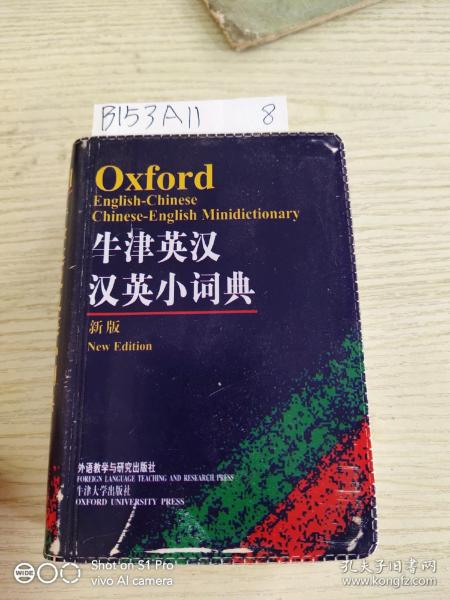 B153A11 8
Oxford
English-Chinese
Chinese-English Minidictionary
牛津英汉
汉英小词典
新版
New Edition
外语教学与研究出版社
FOREIGN LANGUAGE TEACHING AND RESEARCH PRESS
牛津大学出版社
OXFORD UNIVERSITY PRESS
WIDE
Shot on S1 Pro
vivo AI camera
孔夫子旧书网
www.kongfz.com